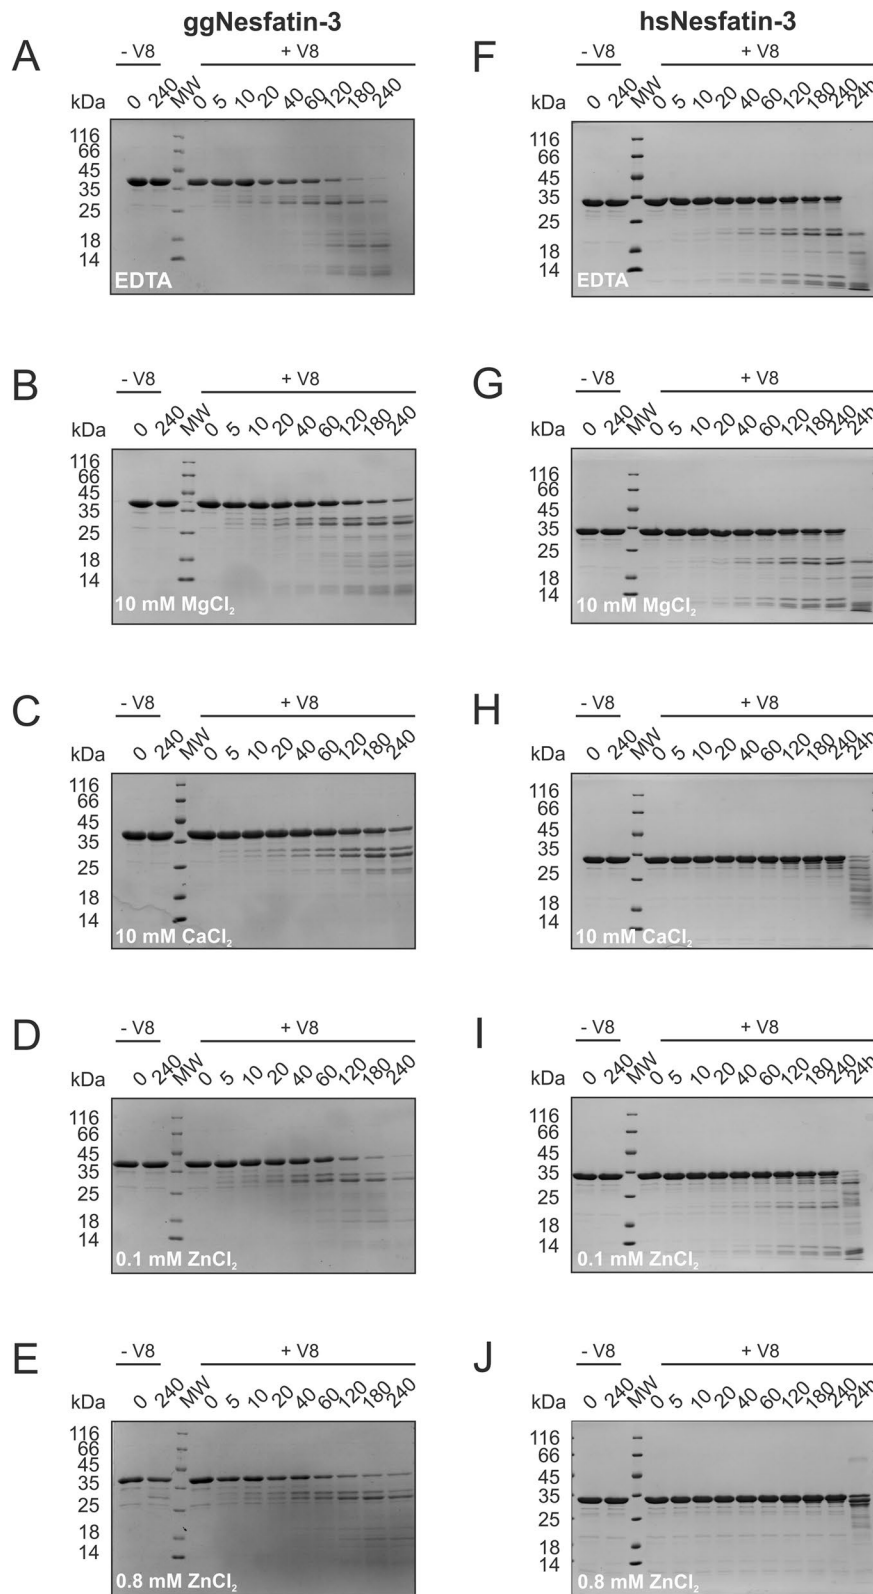 ggNesfatin-3
hsNesfatin-3
A
- V8
+ V8
kDa
0 240 MW 0 5 10 20 40 60 120 180 240
116
66
45
35
25
18
14
EDTA
F
- V8
+ V8
kDa
0 240 MW 0 5 10 20 40 60 120 180 240 24h
116
66
45
35
25
18
14
EDTA
B
- V8
+ V8
kDa
0 240 MW 0 5 10 20 40 60 120 180 240
116
66
45
35
25
18
14
10 mM MgCl₂
G
- V8
+ V8
kDa
0 240 MW 0 5 10 20 40 60 120 180 240 24h
116
66
45
35
25
18
14
10 mM MgCl₂
C
- V8
+ V8
kDa
0 240 MW 0 5 10 20 40 60 120 180 240
116
66
45
35
25
18
14
10 mM CaCl₂
H
- V8
+ V8
kDa
0 240 MW 0 5 10 20 40 60 120 180 240 24h
116
66
45
35
25
18
14
10 mM CaCl₂
D
- V8
+ V8
kDa
0 240 MW 0 5 10 20 40 60 120 180 240
116
66
45
35
25
18
14
0.1 mM ZnCl₂
I
- V8
+ V8
kDa
0 240 MW 0 5 10 20 40 60 120 180 240 24h
116
66
45
35
25
18
14
0.1 mM ZnCl₂
E
- V8
+ V8
kDa
0 240 MW 0 5 10 20 40 60 120 180 240
116
66
45
35
25
18
14
0.8 mM ZnCl₂
J
- V8
+ V8
kDa
0 240 MW 0 5 10 20 40 60 120 180 240 24h
116
66
45
35
25
18
14
0.8 mM ZnCl₂